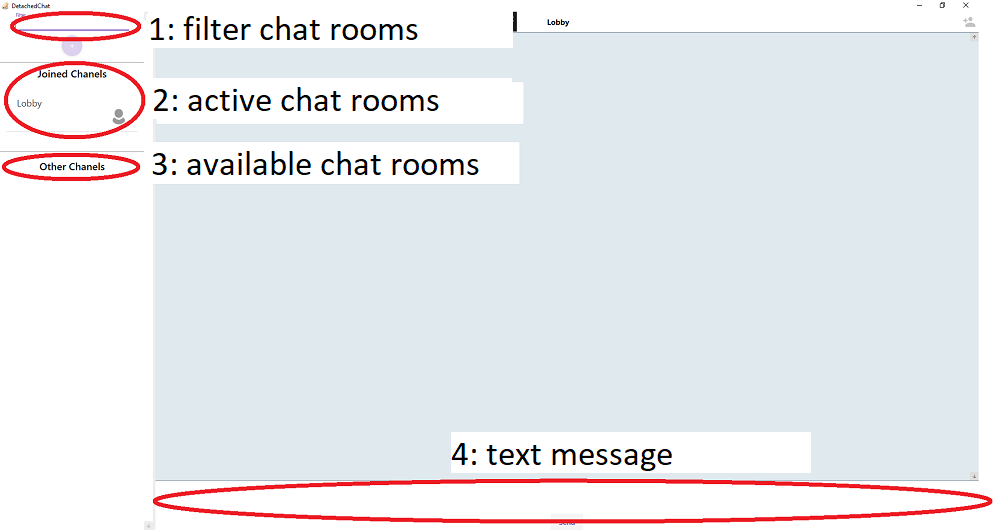 DetachedChat
Filter
1: filter chat rooms
Lobby
Joined Chanels
2: active chat rooms
Lobby
Other Chanels
3: available chat rooms
4: text message
Send